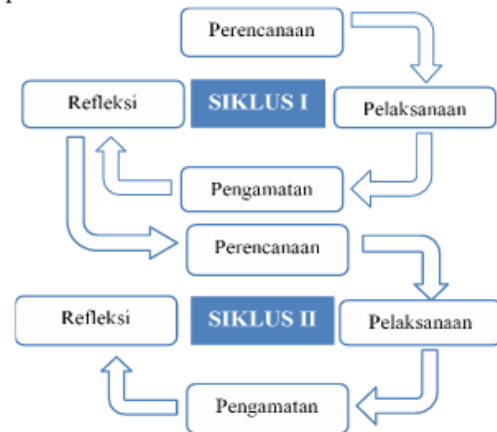 Perencanaan
Refleksi
SIKLUS I
Pelaksanaan
Pengamatan
Perencanaan
Refleksi
SIKLUS II
Pelaksanaan
Pengamatan